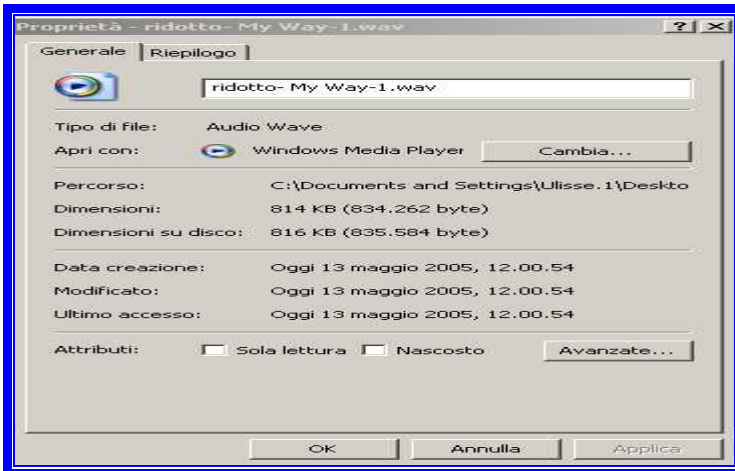 Proprietà - ridotto- My Way-1.wav
Generale Riepilogo
ridotto- My Way-1.wav
Tipo di file: Audio Wave
Apri con: Windows Media Player Cambia...
Percorso: C:\Documents and Settings\Ulisse.1\Deskto
Dimensioni: 814 KB (834.262 byte)
Dimensioni su disco: 816 KB (835.584 byte)
Data creazione: Oggi 13 maggio 2005, 12.00.54
Modificato: Oggi 13 maggio 2005, 12.00.54
Ultimo accesso: Oggi 13 maggio 2005, 12.00.54
Attributi: Sola lettura Nascosto Avanzate...
OK Annulla Applica